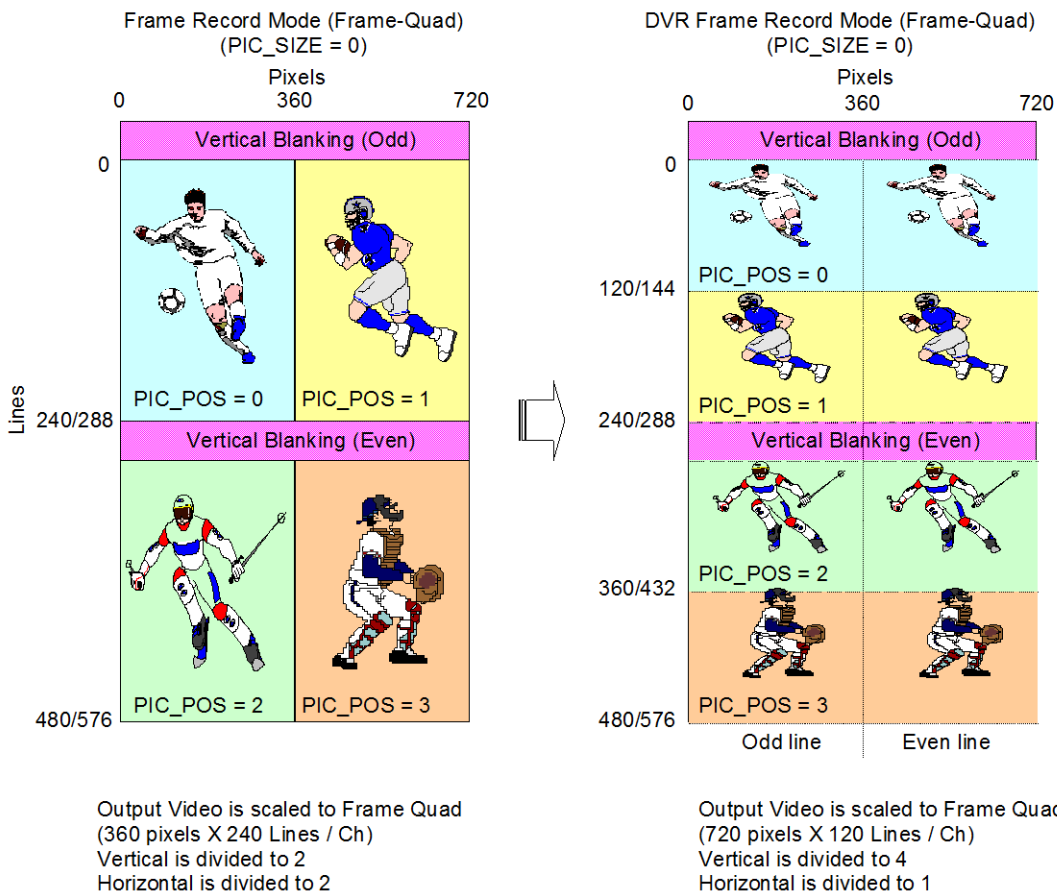 Frame Record Mode (Frame-Quad)
(PIC_SIZE = 0)
Pixels
0 360 720
Vertical Blanking (Odd)
0
PIC_POS = 0
PIC_POS = 1
Lines
240/288
Vertical Blanking (Even)
PIC_POS = 2
PIC_POS = 3
480/576
Output Video is scaled to Frame Quad
(360 pixels X 240 Lines / Ch)
Vertical is divided to 2
Horizontal is divided to 2
DVR Frame Record Mode (Frame-Quad)
(PIC_SIZE = 0)
Pixels
0 360 720
Vertical Blanking (Odd)
0
PIC_POS = 0
120/144
PIC_POS = 1
240/288
Vertical Blanking (Even)
PIC_POS = 2
360/432
PIC_POS = 3
480/576
Odd line Even line
Output Video is scaled to Frame Quad
(720 pixels X 120 Lines / Ch)
Vertical is divided to 4
Horizontal is divided to 1